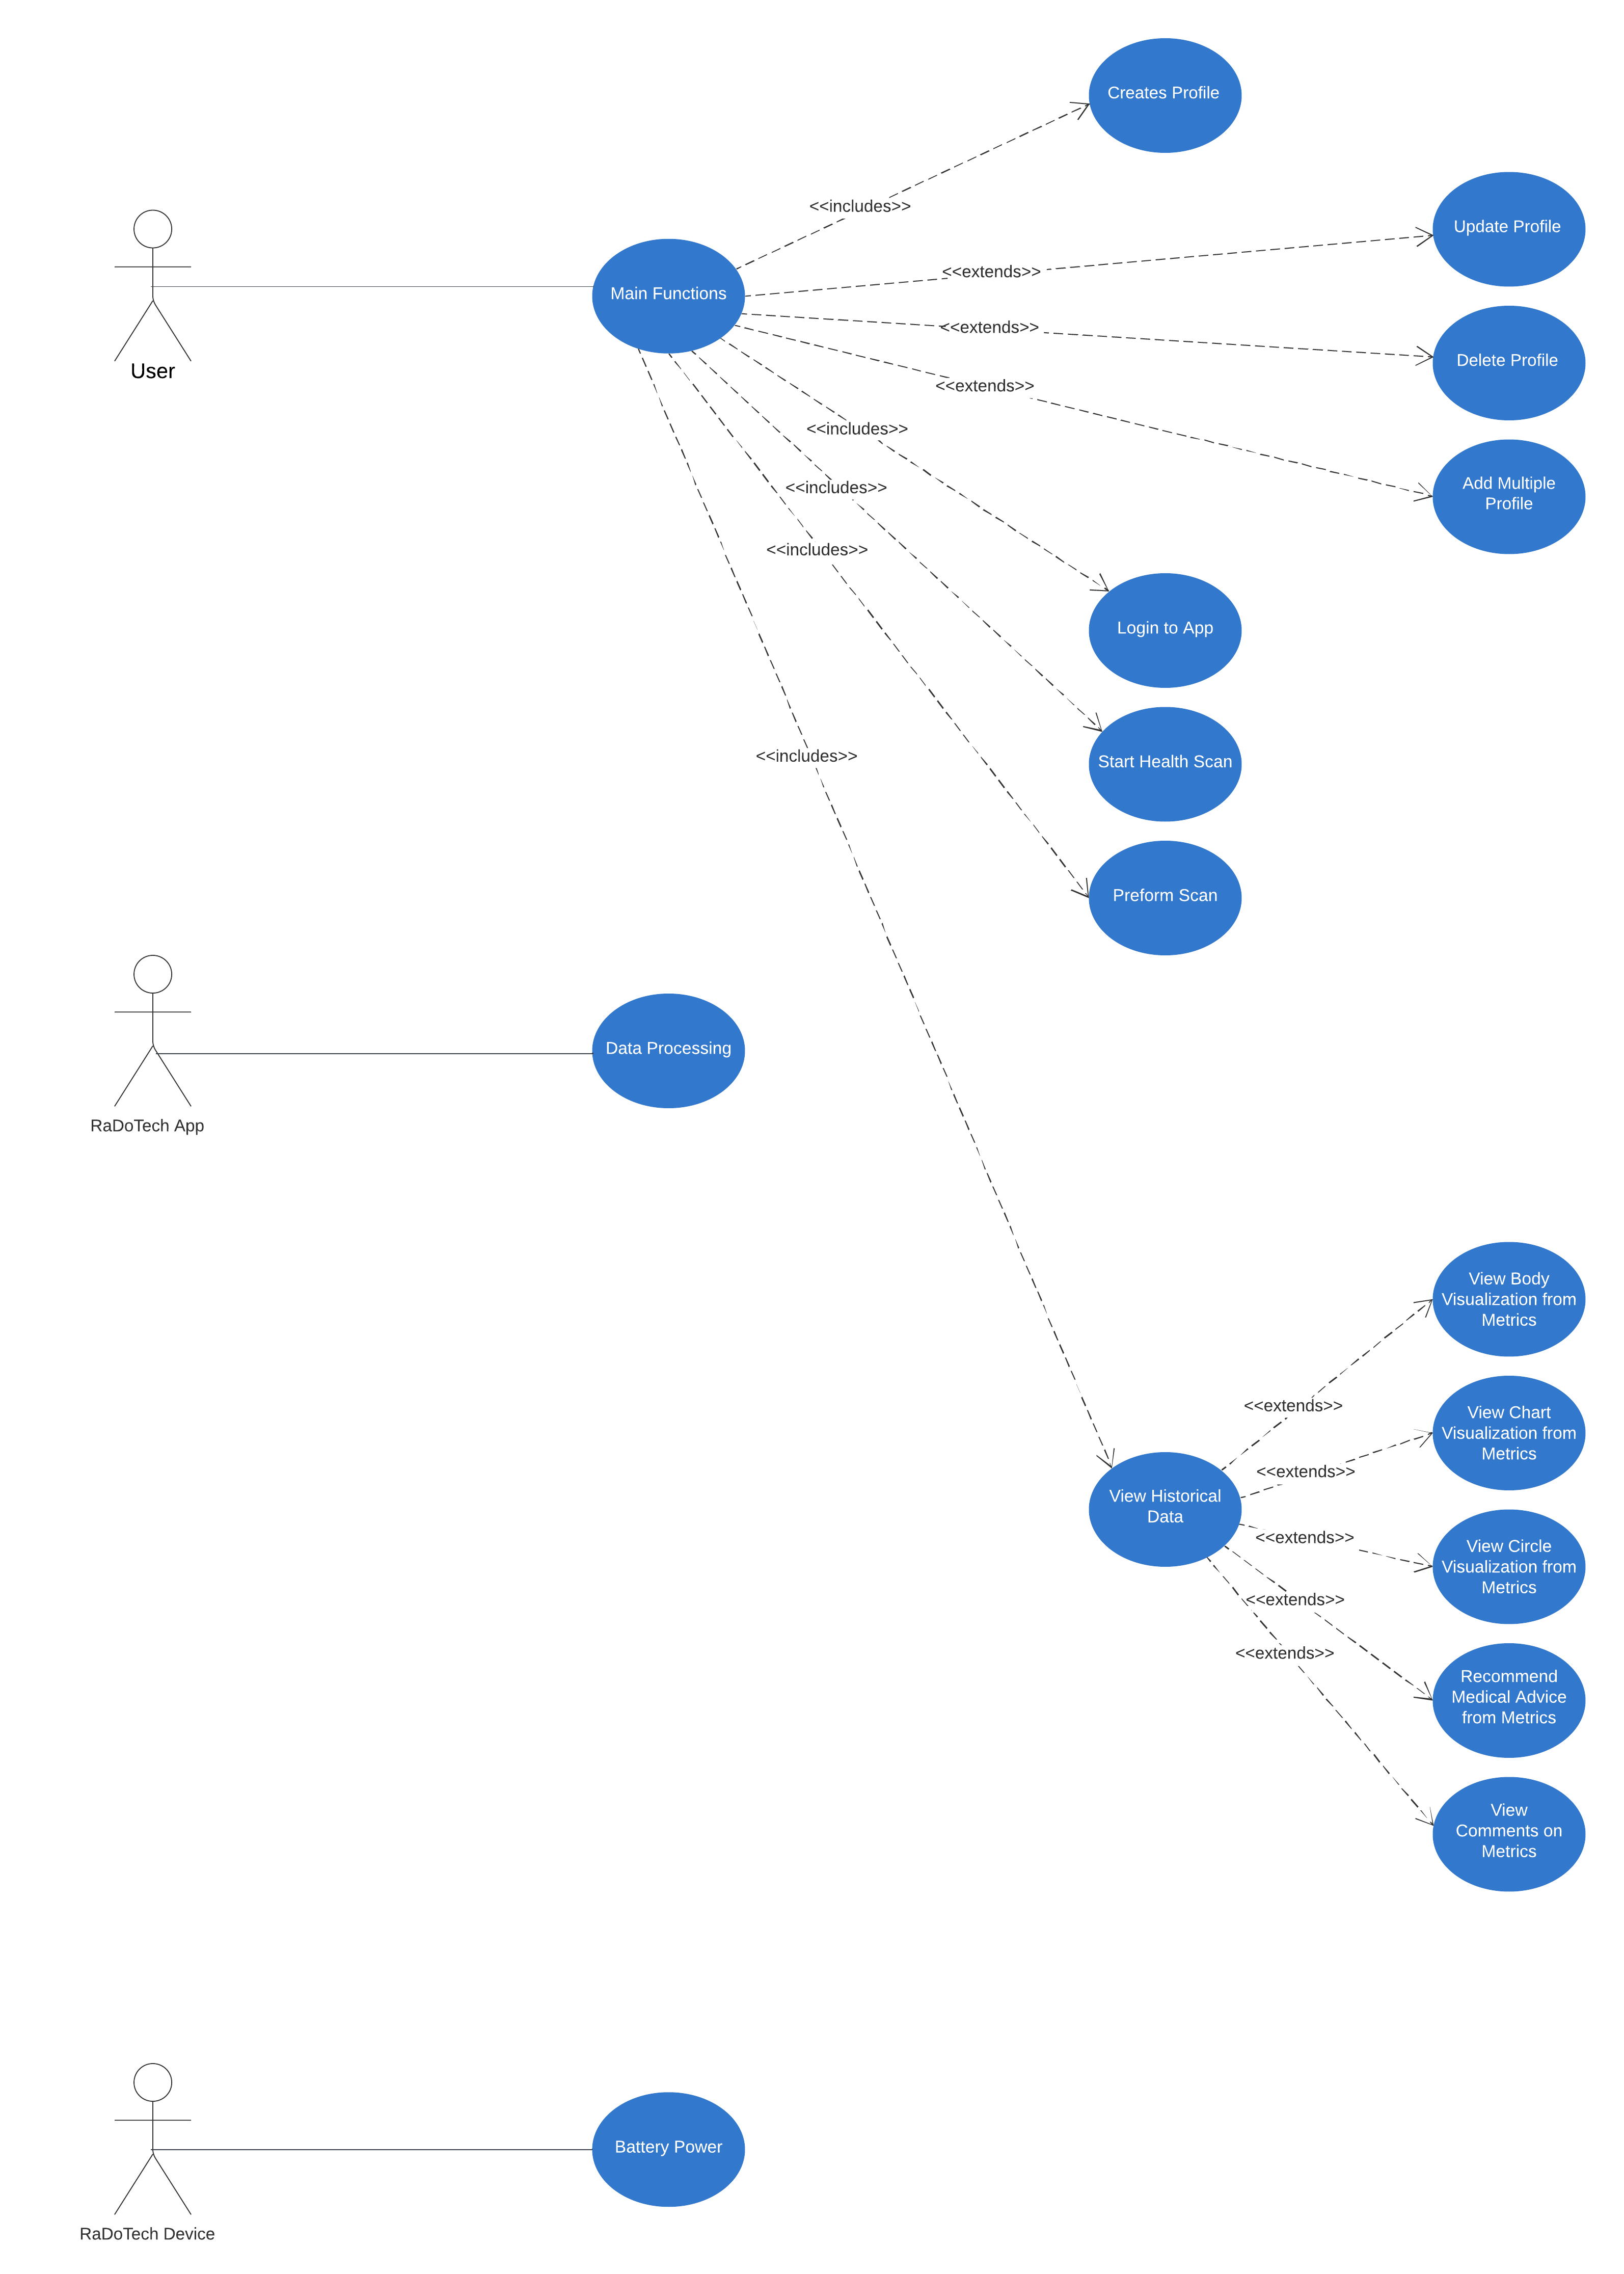 Creates Profile
<<includes>>
Update Profile
<<extends>>
Main Functions
<<extends>>
Delete Profile
User
<<extends>>
<<includes>>
Add Multiple
Profile
<<includes>>
<<includes>>
Login to App
<<includes>>
Start Health Scan
Preform Scan
Data Processing
RaDoTech App
View Body
Visualization from
Metrics
<<extends>>
View Chart
Visualization from
Metrics
<<extends>>
View Historical
Data
<<extends>>
View Circle
Visualization from
Metrics
<<extends>>
<<extends>>
Recommend
Medical Advice
from Metrics
View
Comments on
Metrics
Battery Power
RaDoTech Device